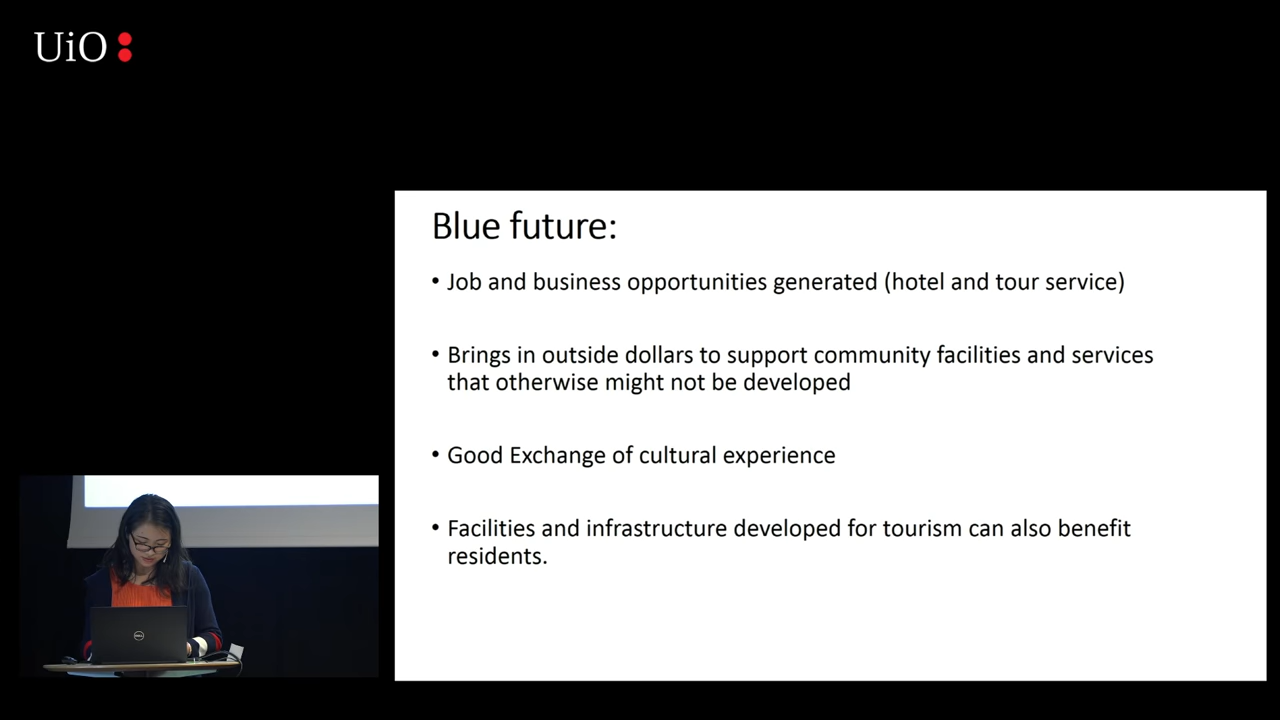 UiO
Blue future:
• Job and business opportunities generated (hotel and tour service)
• Brings in outside dollars to support community facilities and services
that otherwise might not be developed
• Good Exchange of cultural experience
• Facilities and infrastructure developed for tourism can also benefit
residents.
DELL